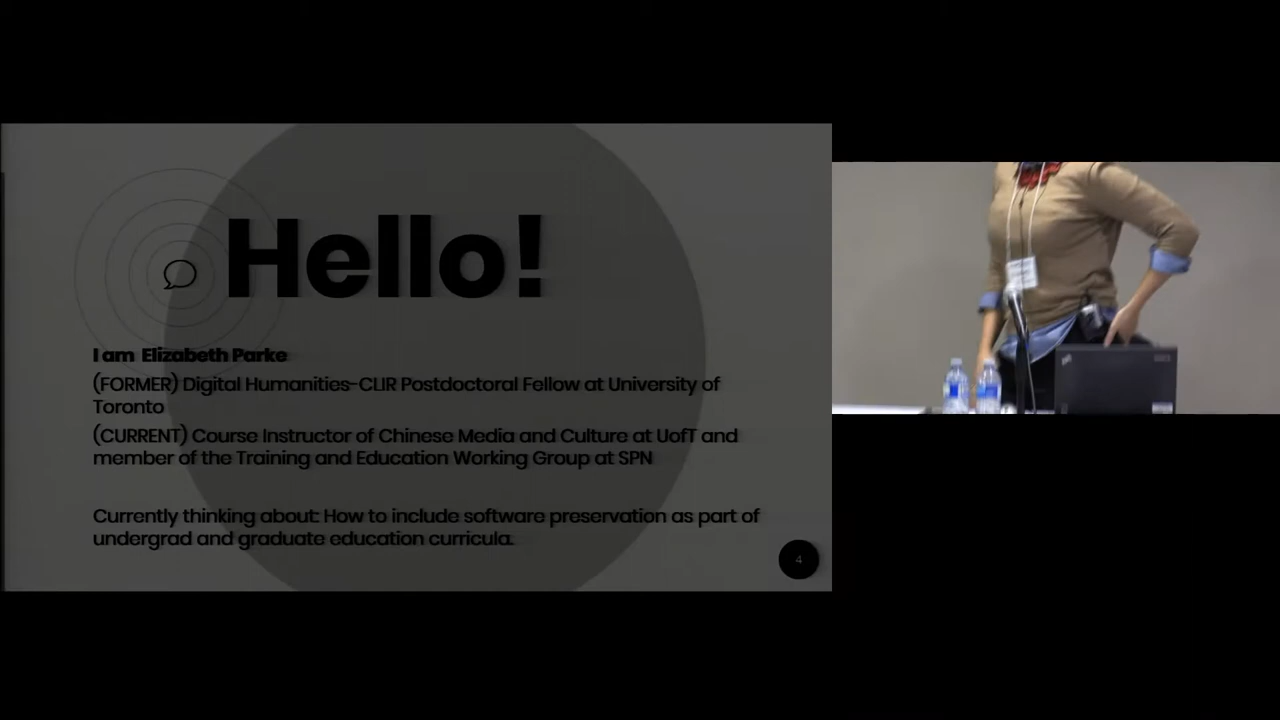 Hello!
I am Elizabeth Parke
(FORMER) Digital Humanities-CLIR Postdoctoral Fellow at University of
Toronto
(CURRENT) Course Instructor of Chinese Media and Culture at UofT and
member of the Training and Education Working Group at SPN
Currently thinking about: How to include software preservation as part of
undergrad and graduate education curricula.
4